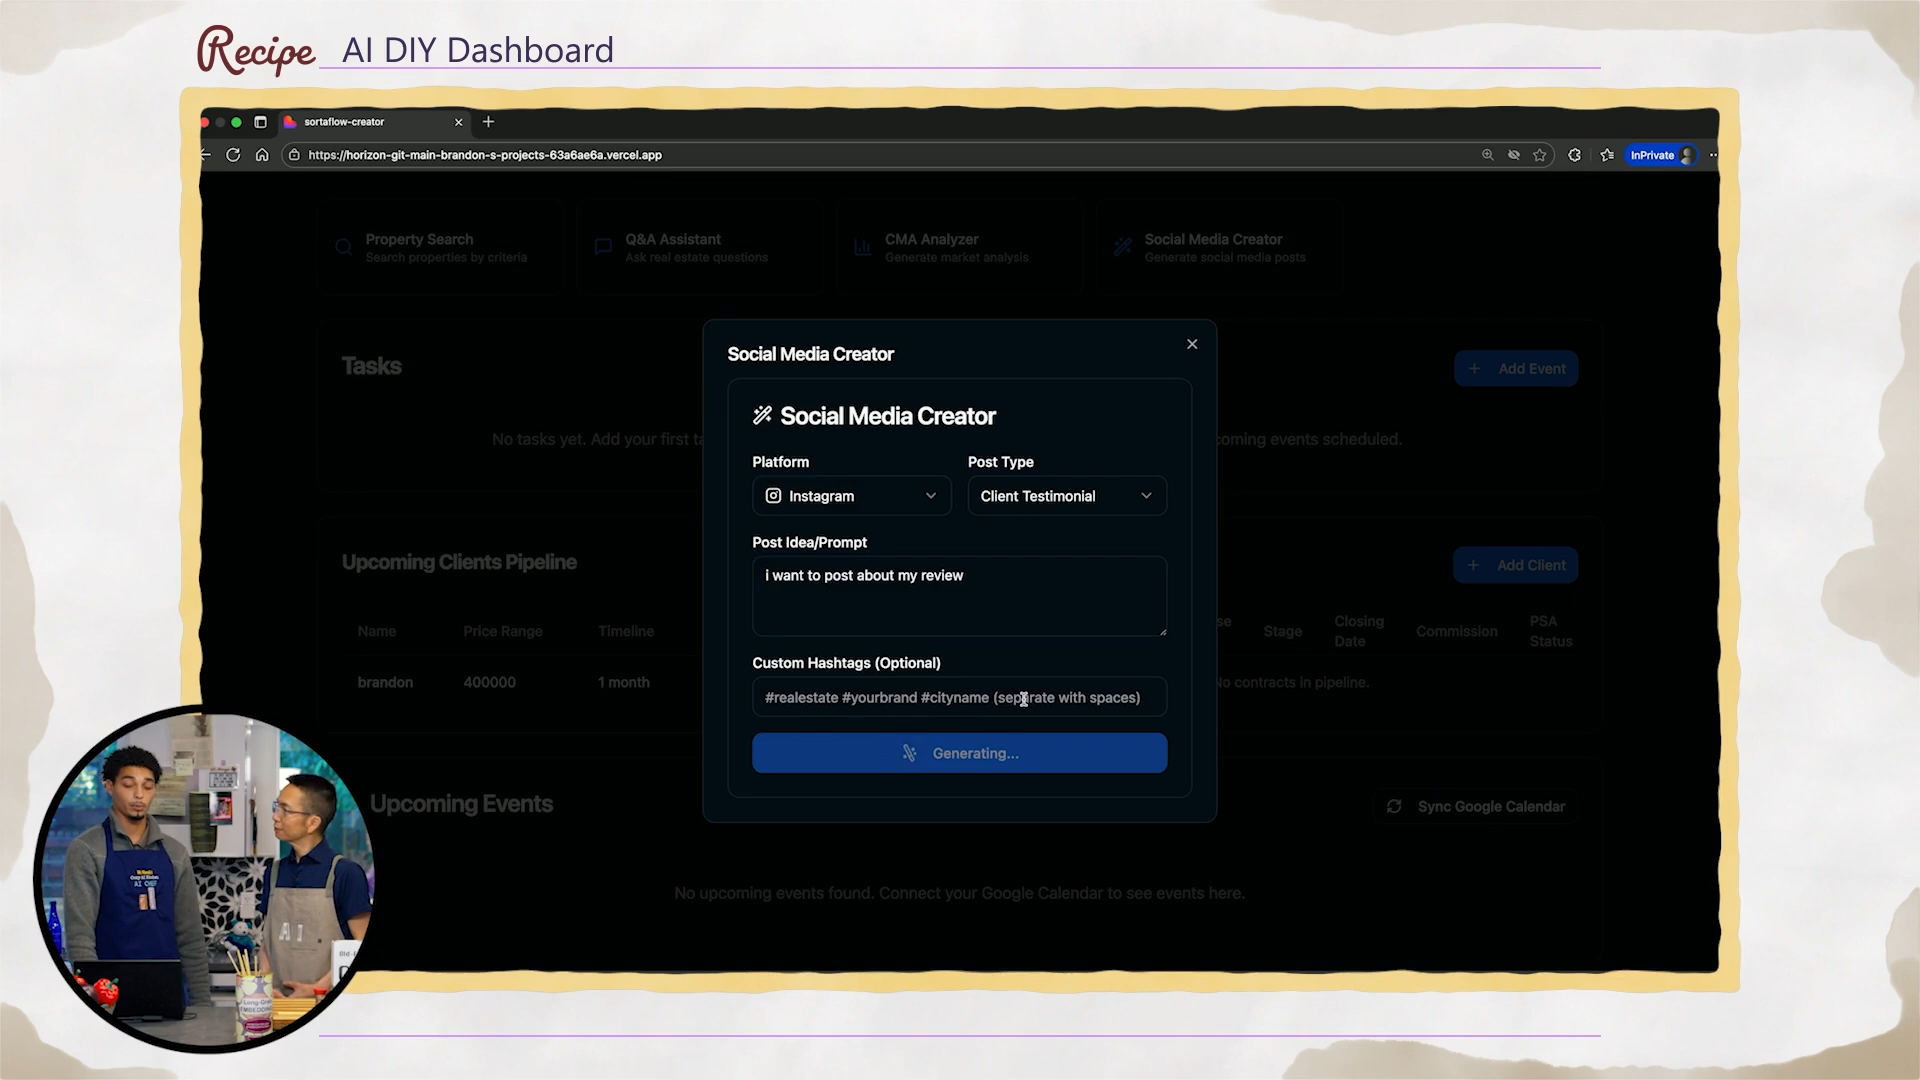 Recipe AI DIY Dashboard
sortaflow-creator
https://horizon-git-main-brandon-s-projects-63a6ae6a.vercel.app
InPrivate
Property Search
Search properties by criteria
Q&A Assistant
Ask real estate questions
CMA Analyzer
Generate market analysis
Social Media Creator
Generate social media posts
Tasks
Add Event
No tasks yet. Add your first ta
oming events scheduled.
Social Media Creator
Social Media Creator
Platform
Post Type
Instagram
Client Testimonial
Post Idea/Prompt
i want to post about my review
Custom Hashtags (Optional)
#realestate #yourbrand #cityname (separate with spaces)
Generating...
Upcoming Clients Pipeline
Add Client
Name
Price Range
Timeline
se
Stage
Closing
Date
Commission
PSA
Status
brandon
400000
1 month
No contracts in pipeline.
Upcoming Events
Sync Google Calendar
No upcoming events found. Connect your Google Calendar to see events here.
AI CHEF
AI